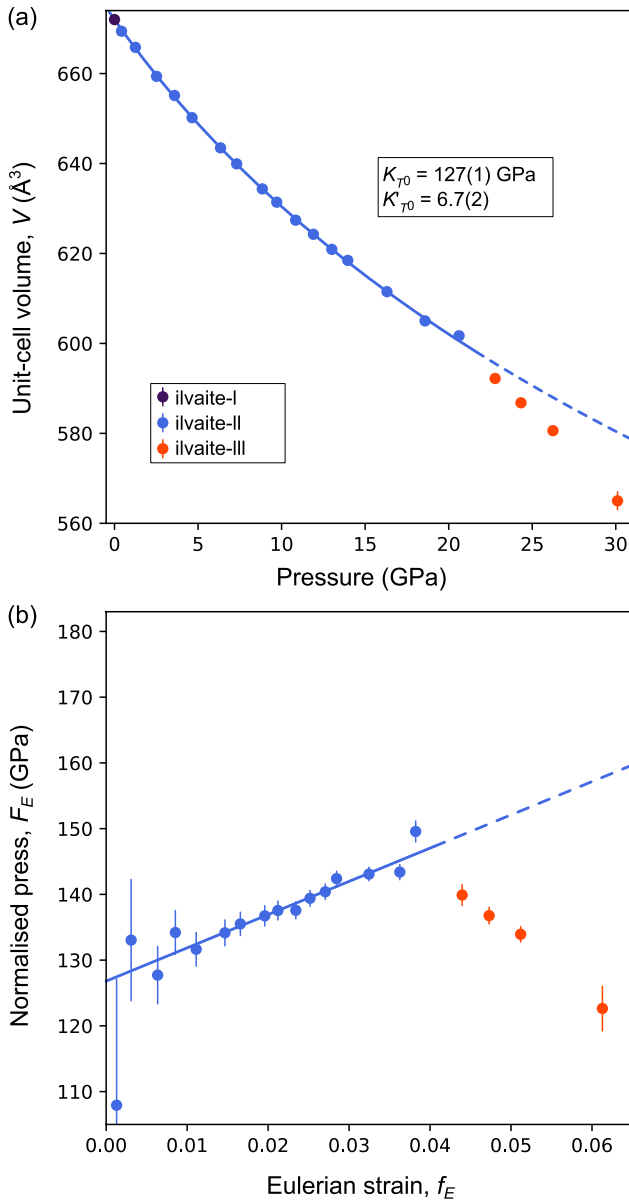 (a)
Unit-cell volume, V (Å³)
660
640
620
600
580
560
K_T0 = 127(1) GPa
K'_T0 = 6.7(2)
ilvaite-I
ilvaite-II
ilvaite-III
0 5 10 15 20 25 30
Pressure (GPa)
(b)
Normalised press, F_E (GPa)
180
170
160
150
140
130
120
110
0.00 0.01 0.02 0.03 0.04 0.05 0.06
Eulerian strain, f_E